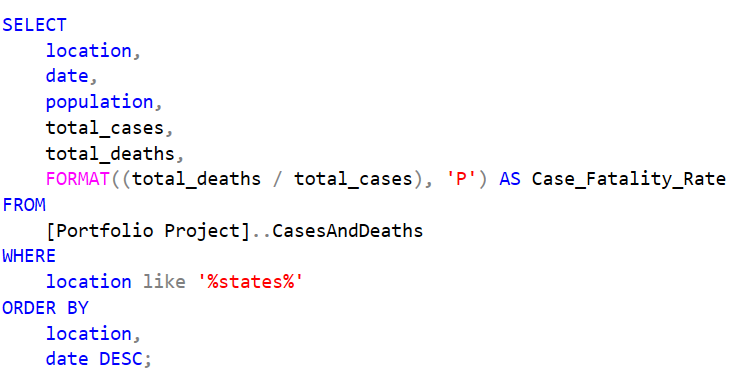 SELECT
    location,
    date,
    population,
    total_cases,
    total_deaths,
    FORMAT((total_deaths / total_cases), 'P') AS Case_Fatality_Rate
FROM
    [Portfolio Project]..CasesAndDeaths
WHERE
    location like '%states%'
ORDER BY
    location,
    date DESC;